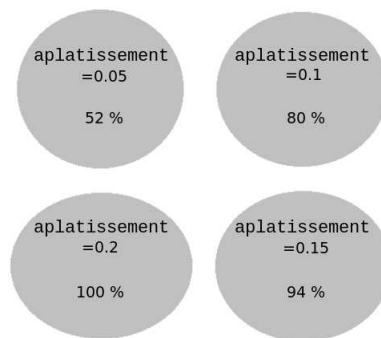 aplatissement
=0.05
52 %
aplatissement
=0.1
80 %
aplatissement
=0.2
100 %
aplatissement
=0.15
94 %